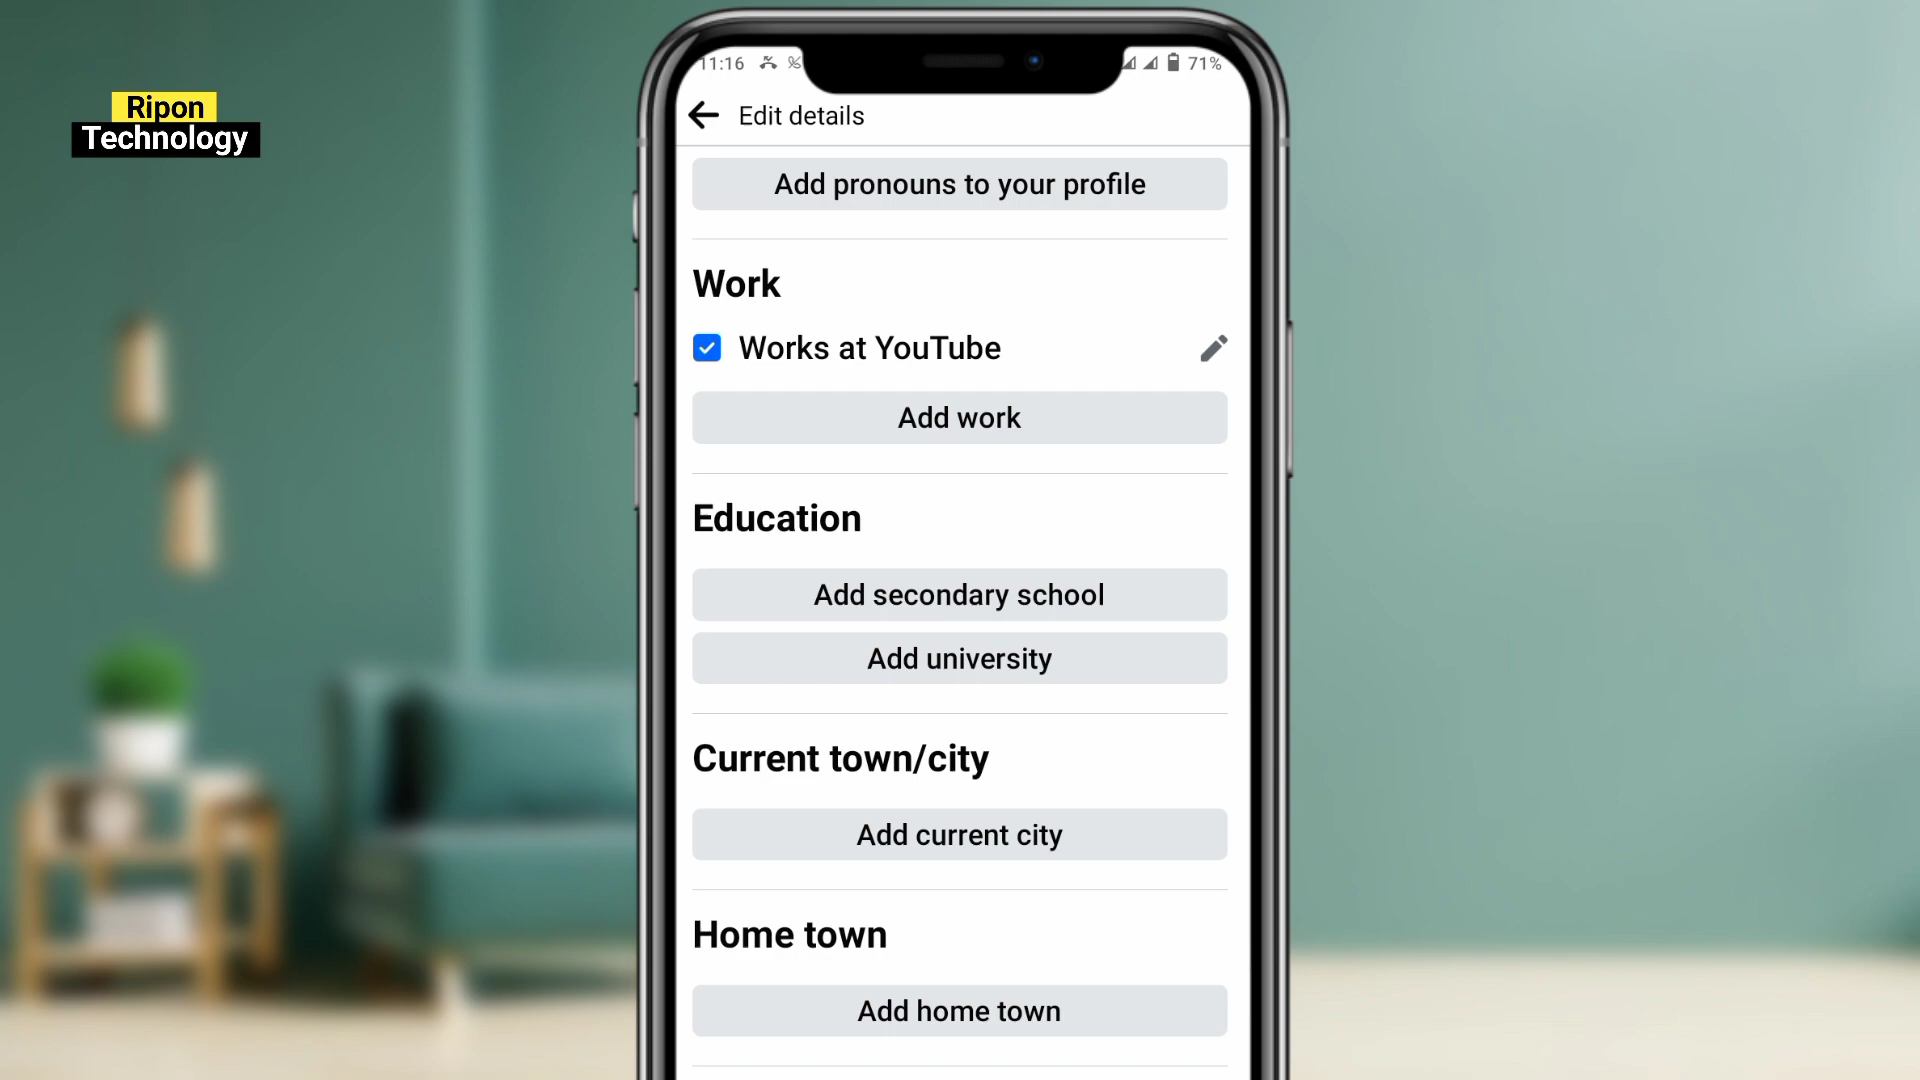 Ripon
Technology
11:16
71%
Edit details
Add pronouns to your profile
Work
Works at YouTube
Add work
Education
Add secondary school
Add university
Current town/city
Add current city
Home town
Add home town